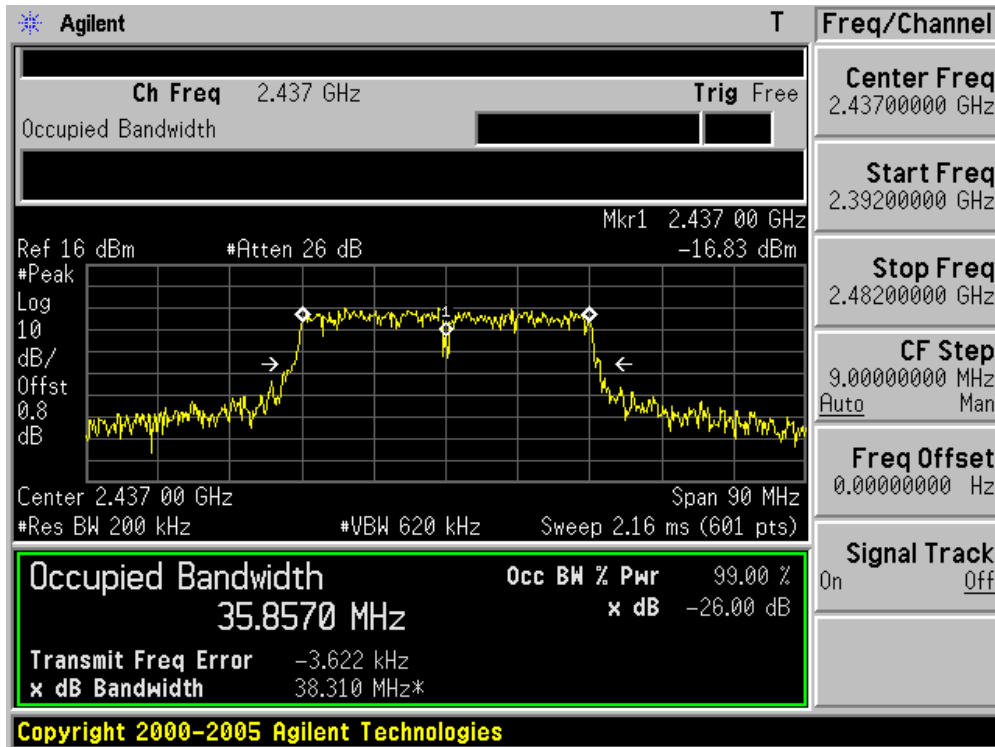 Agilent T
Ch Freq 2.437 GHz Trig Free
Occupied Bandwidth
Mkr1 2.437 00 GHz
Ref 16 dBm #Atten 26 dB -16.83 dBm
#Peak
Log
10
dB/
Offst
0.8
dB
1
Center 2.437 00 GHz Span 90 MHz
#Res BW 200 kHz #VBW 620 kHz Sweep 2.16 ms (601 pts)
Occupied Bandwidth
35.8570 MHz
Occ BW % Pwr 99.00 %
x dB -26.00 dB
Transmit Freq Error -3.622 kHz
x dB Bandwidth 38.310 MHz*
Copyright 2000-2005 Agilent Technologies
Freq/Channel
Center Freq
2.43700000 GHz
Start Freq
2.39200000 GHz
Stop Freq
2.48200000 GHz
CF Step
9.00000000 MHz
Auto Man
Freq Offset
0.00000000 Hz
Signal Track
On Off